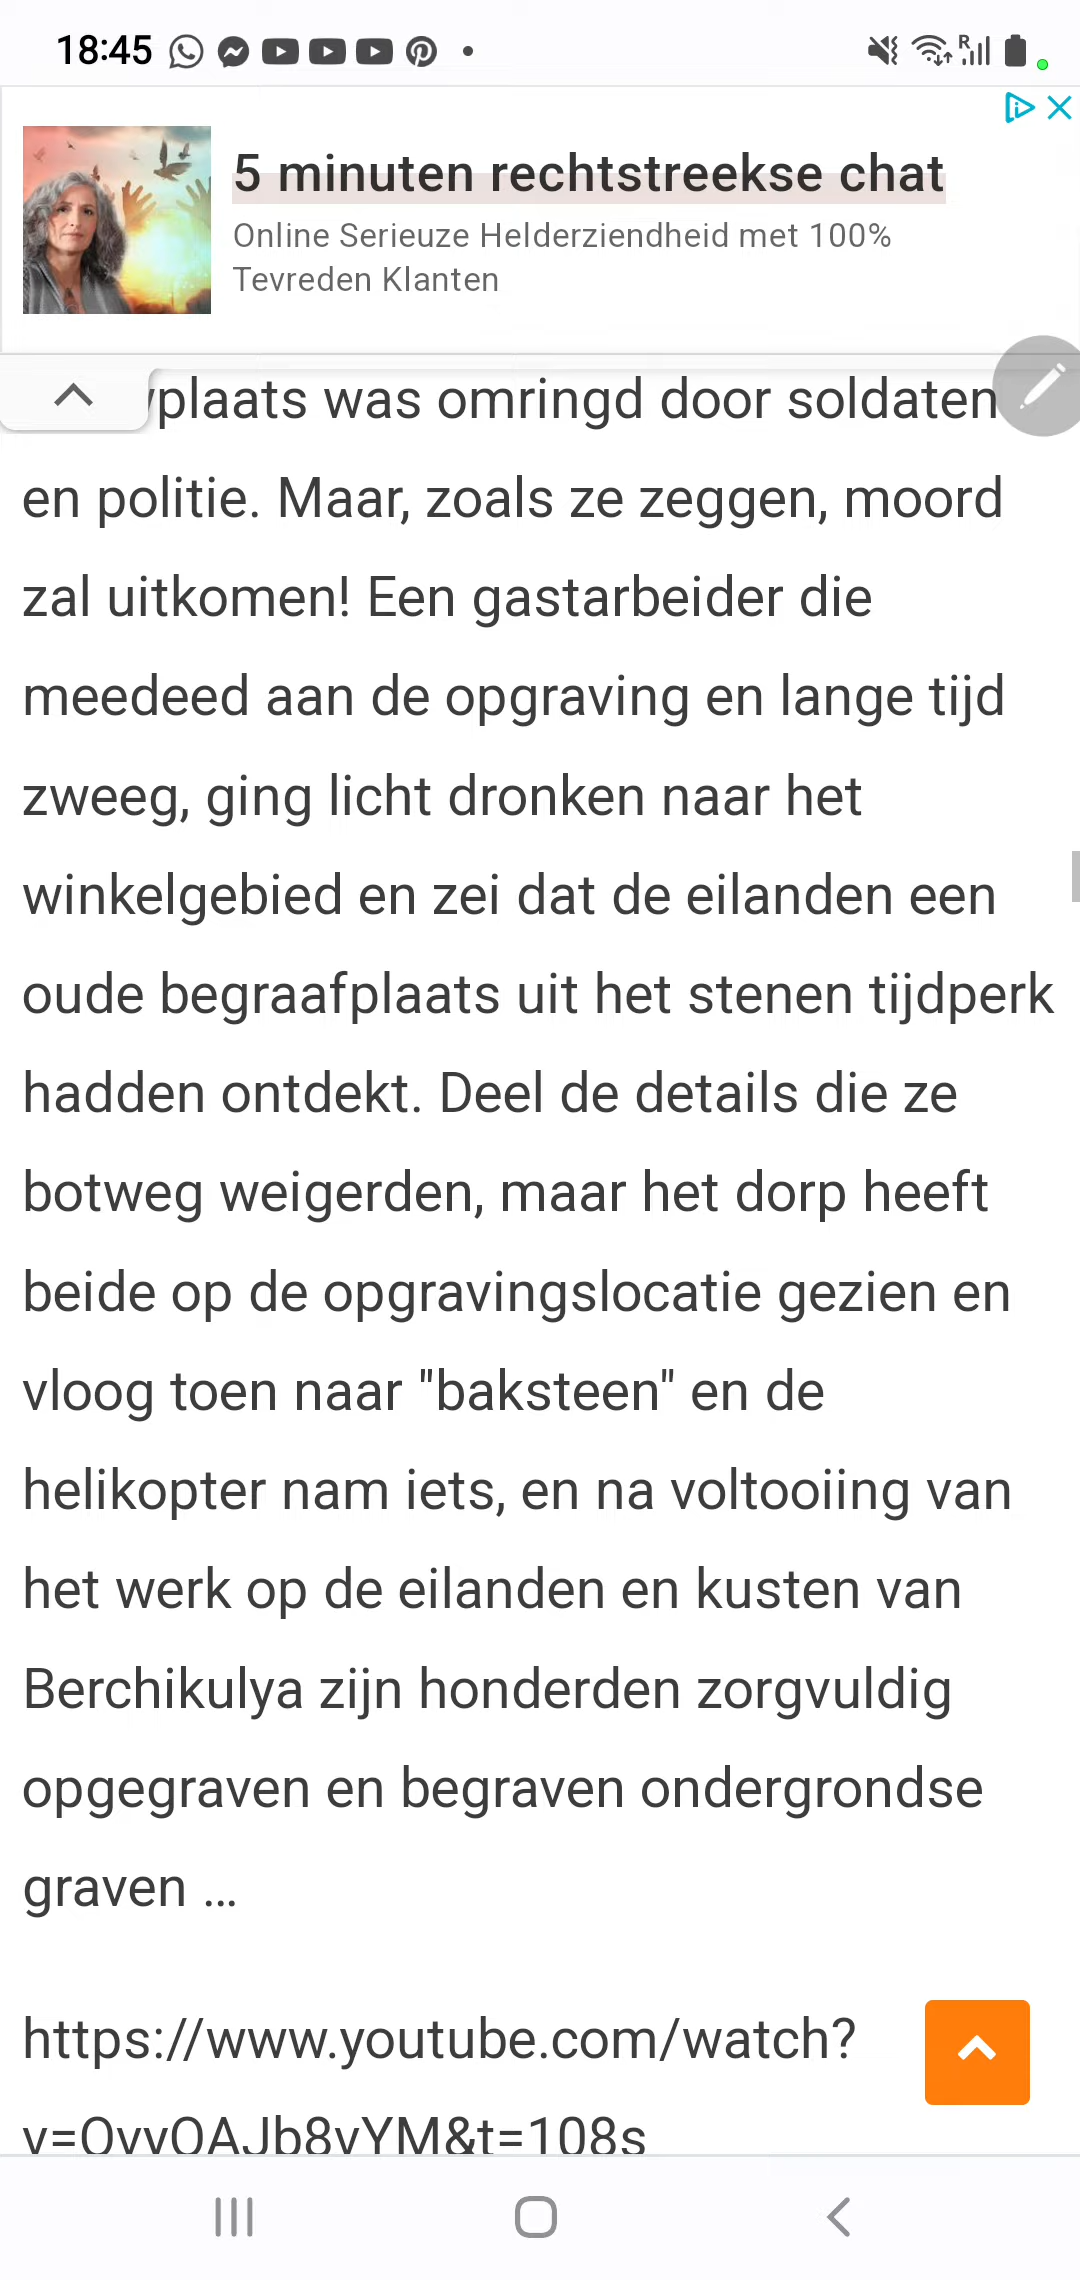 18:45
5 minuten rechtstreekse chat
Online Serieuze Helderziendheid met 100%
Tevreden Klanten
plaats was omringd door soldaten
en politie. Maar, zoals ze zeggen, moord
zal uitkomen! Een gastarbeider die
meedeed aan de opgraving en lange tijd
zweeg, ging licht dronken naar het
winkelgebied en zei dat de eilanden een
oude begraafplaats uit het stenen tijdperk
hadden ontdekt. Deel de details die ze
botweg weigerden, maar het dorp heeft
beide op de opgravingslocatie gezien en
vloog toen naar "baksteen" en de
helikopter nam iets, en na voltooiing van
het werk op de eilanden en kusten van
Berchikulya zijn honderden zorgvuldig
opgegraven en begraven ondergrondse
graven ...
https://www.youtube.com/watch?